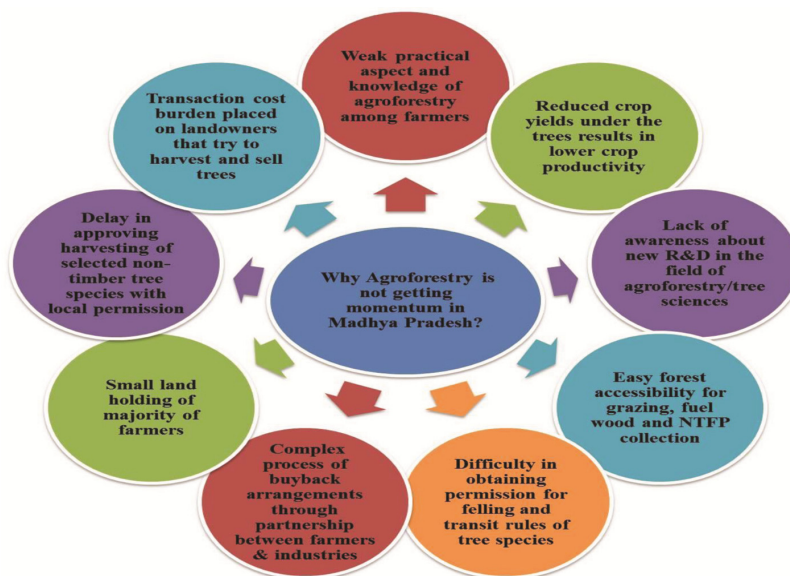 Weak practical
aspect and
knowledge of
agroforestry
among farmers
Reduced crop
yields under the
trees results in
lower crop
productivity
Lack of
awareness about
new R&D in the
field of
agroforestry/tree
sciences
Easy forest
accessibility for
grazing, fuel
wood and NTFP
collection
Difficulty in
obtaining
permission for
felling and
transit rules of
tree species
Complex
process of
buyback
arrangements
through
partnership
between farmers
& industries
Small land
holding of
majority of
farmers
Delay in
approving
harvesting of
selected non-
timber tree
species with
local permission
Transaction cost
burden placed
on landowners
that try to
harvest and sell
trees
Why Agroforestry is
not getting
momentum in
Madhya Pradesh?